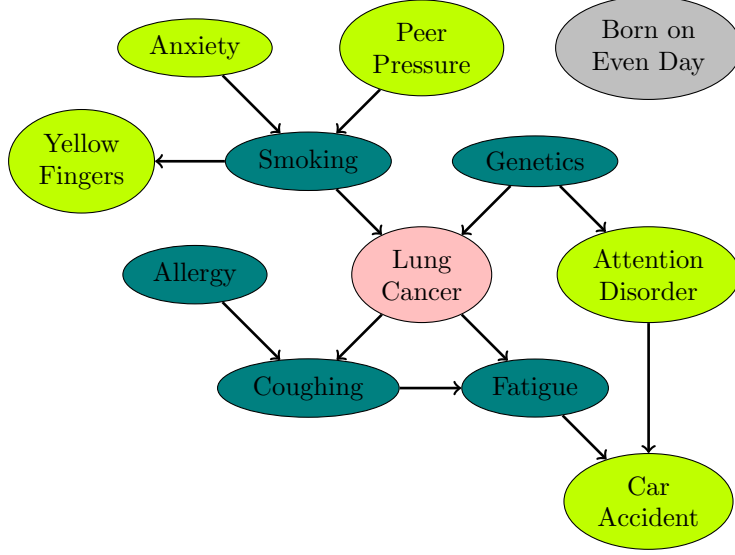 Anxiety
Peer
Pressure
Born on
Even Day
Yellow
Fingers
Smoking
Genetics
Allergy
Lung
Cancer
Attention
Disorder
Coughing
Fatigue
Car
Accident